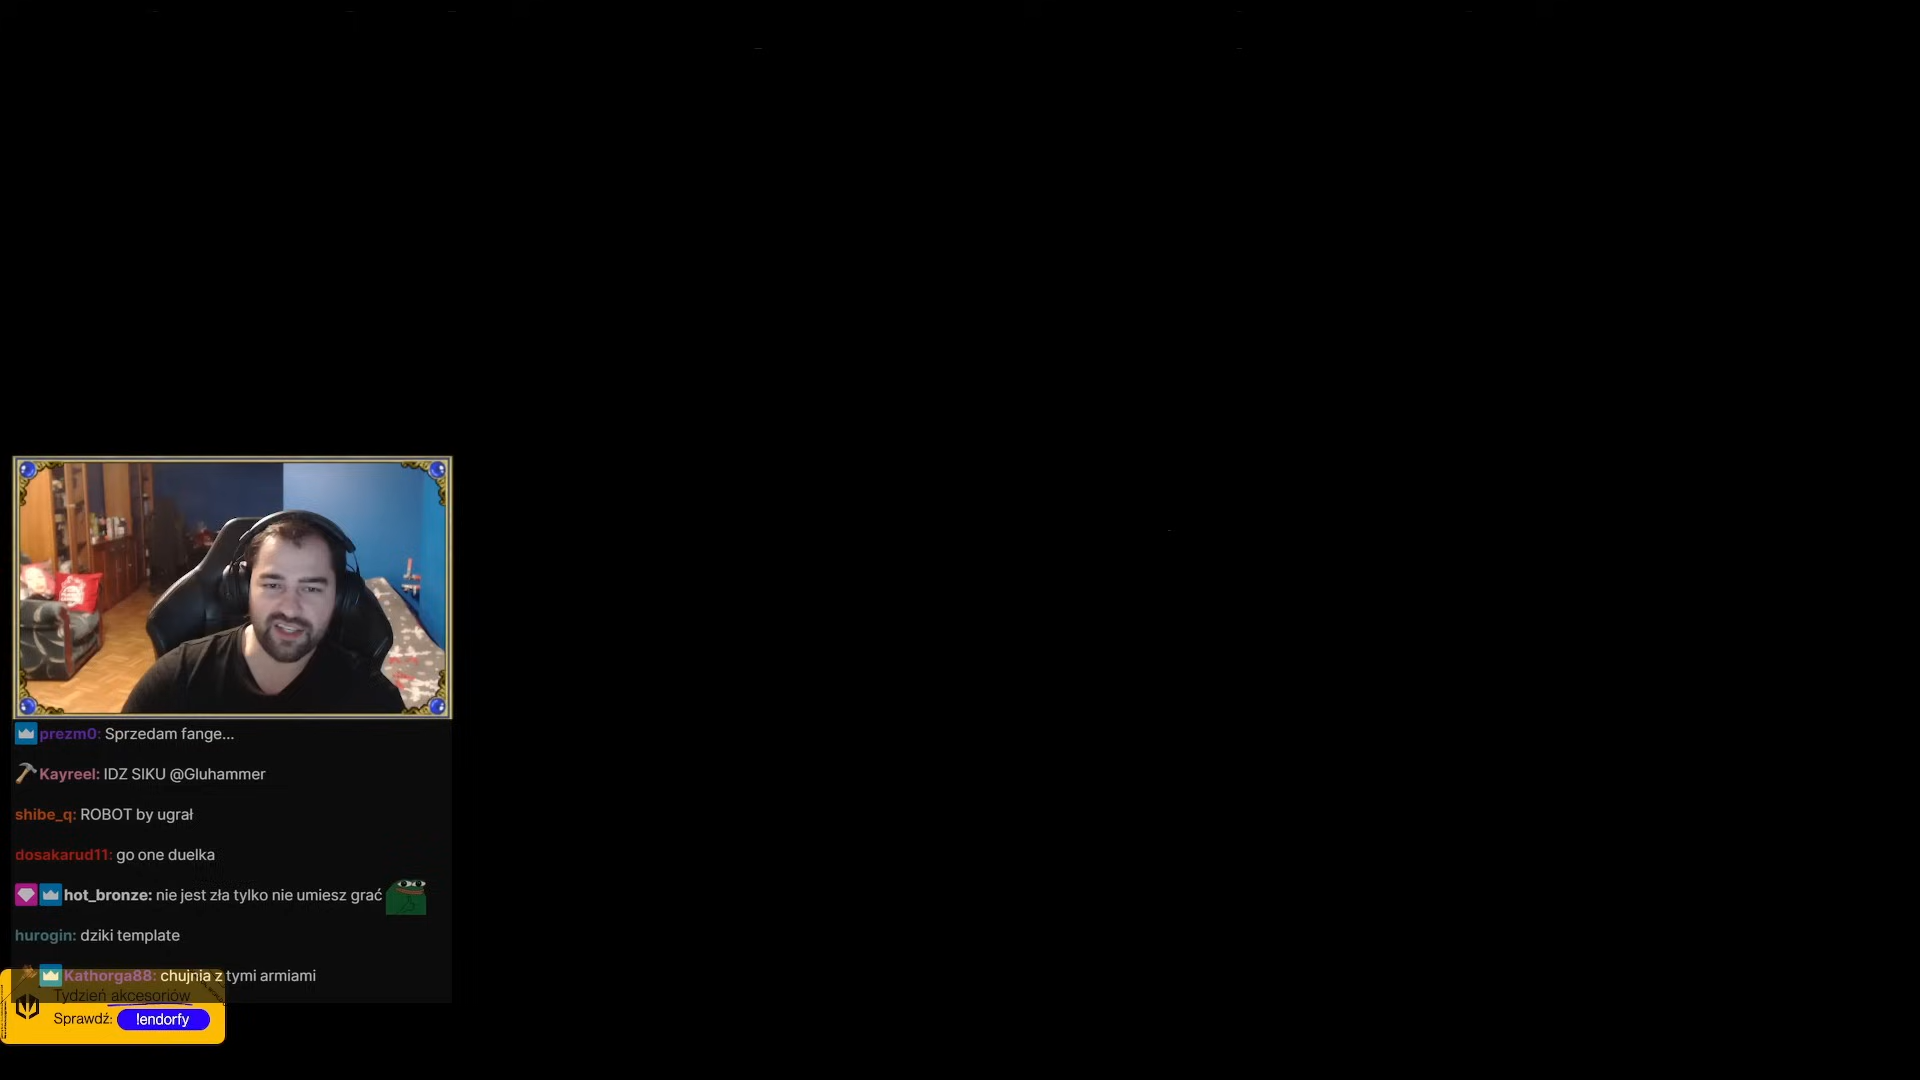 prezm0: Sprzedam fange...
Kayreel: IDZ SIKU @Gluhammer
shibe_q: ROBOT by ugrał
dosakarud11: go one duelka
hot_bronze: nie jest zła tylko nie umiesz grać
hurogin: dziki template
Kathorga88: chujnia z tymi armiami
Tydzień akcesoriów
Sprawdź: !endorfy